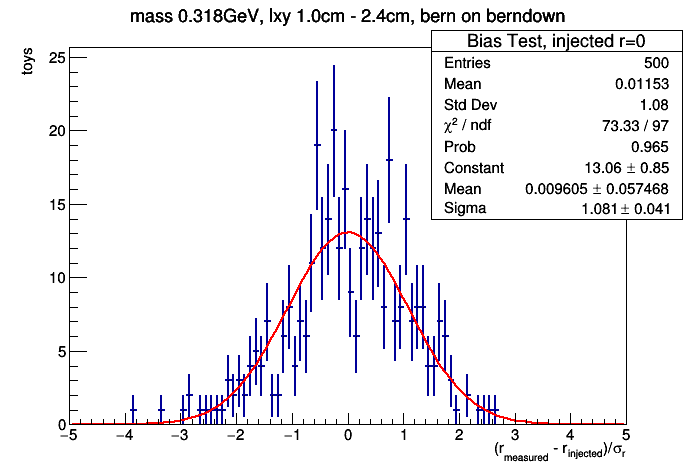 mass 0.318GeV, lxy 1.0cm - 2.4cm, bern on berndown
Bias Test, injected r=0
Entries 500
Mean 0.01153
Std Dev 1.08
χ² / ndf 73.33 / 97
Prob 0.965
Constant 13.06 ± 0.85
Mean 0.009605 ± 0.057468
Sigma 1.081 ± 0.041
toys
25
20
15
10
5
0
−5 −4 −3 −2 −1 0 1 2 3 4 5
(r_measured - r_injected)/σ_r